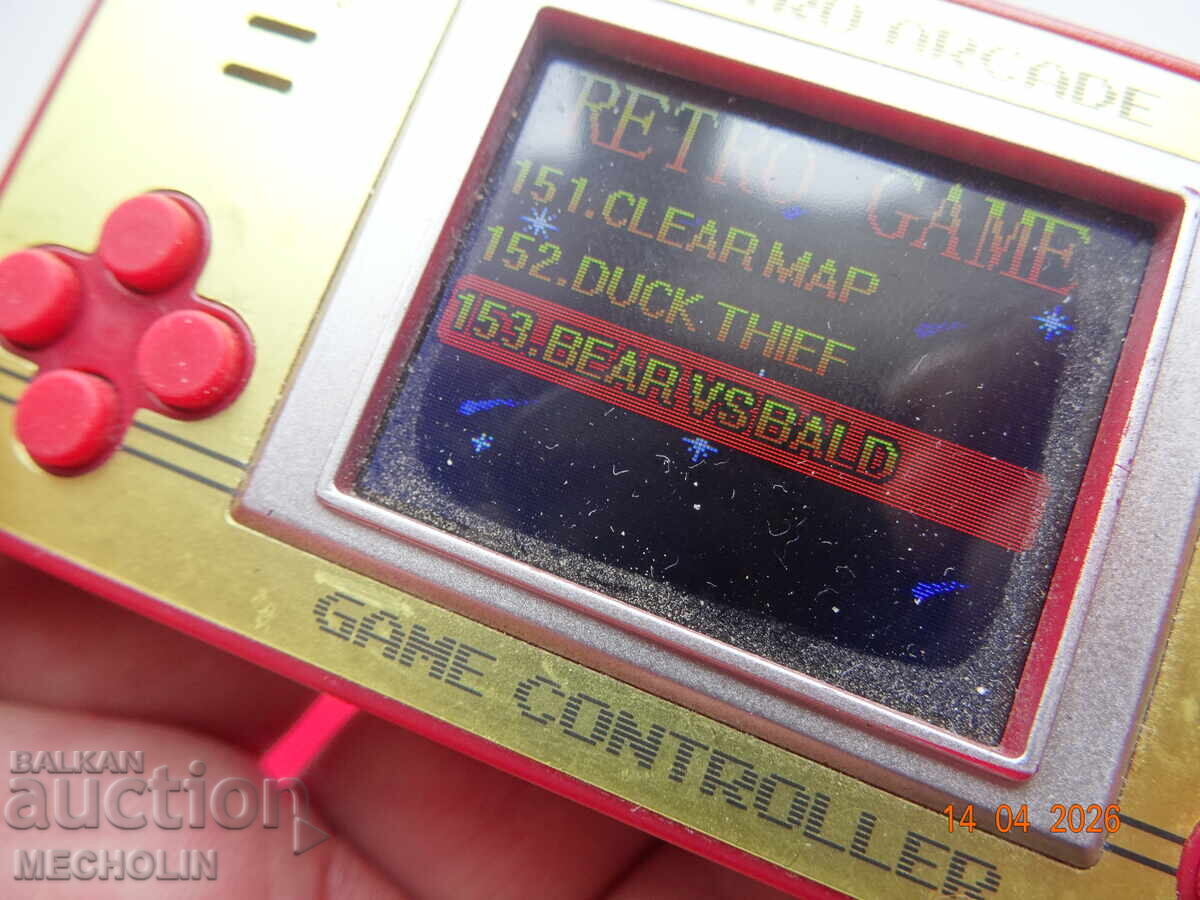 ARCADE
RETRO GAME
151.CLEAR MAP
152.DUCK THIEF
153.BEAR VS BALD
GAME CONTROLLER
BALKAN
auction
MECHOLIN
14 04 2026